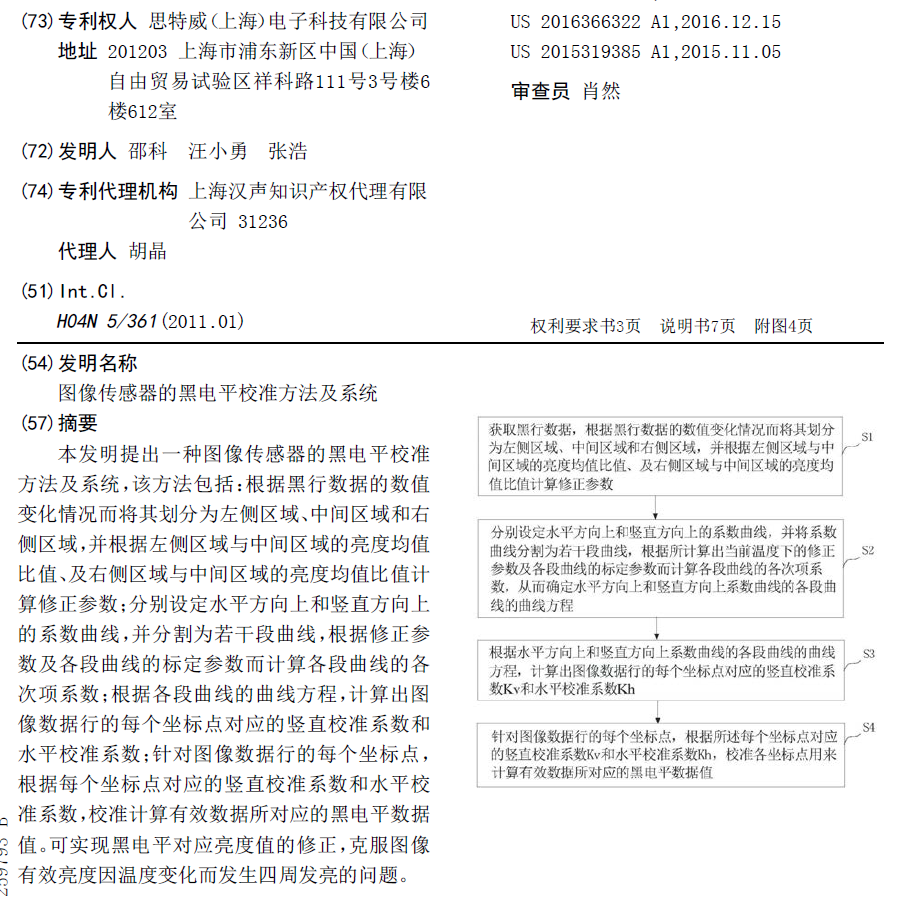 (73)专利权人 思特威(上海)电子科技有限公司
地址 201203 上海市浦东新区中国(上海)
自由贸易试验区祥科路111号3号楼6
楼612室
(72)发明人 邵科 汪小勇 张浩
(74)专利代理机构 上海汉声知识产权代理有限
公司 31236
代理人 胡晶
(51)Int.Cl.
H04N 5/361(2011.01)
US 2016366322 A1,2016.12.15
US 2015319385 A1,2015.11.05
审查员 肖然
权利要求书3页 说明书7页 附图4页
(54)发明名称
图像传感器的黑电平校准方法及系统
(57)摘要
本发明提出一种图像传感器的黑电平校准
方法及系统,该方法包括:根据黑行数据的数值
变化情况而将其划分为左侧区域、中间区域和右
侧区域,并根据左侧区域与中间区域的亮度均值
比值、及右侧区域与中间区域的亮度均值比值计
算修正参数;分别设定水平方向上和竖直方向上
的系数曲线,并分割为若干段曲线,根据修正参
数及各段曲线的标定参数而计算各段曲线的各
次项系数;根据各段曲线的曲线方程,计算出图
像数据行的每个坐标点对应的竖直校准系数和
水平校准系数;针对图像数据行的每个坐标点,
根据每个坐标点对应的竖直校准系数和水平校
准系数,校准计算有效数据所对应的黑电平数据
值。可实现黑电平对应亮度值的修正,克服图像
有效亮度因温度变化而发生四周发亮的问题。
获取黑行数据,根据黑行数据的数值变化情况而将其划分
为左侧区域、中间区域和右侧区域,并根据左侧区域与中
间区域的亮度均值比值、及右侧区域与中间区域的亮度均
值比值计算修正参数
S1
分别设定水平方向上和竖直方向上的系数曲线,并将系数
曲线分割为若干段曲线,根据所计算出当前温度下的修正
参数及各段曲线的标定参数而计算各段曲线的各次项系
数,从而确定水平方向上和竖直方向上系数曲线的各段曲
线的曲线方程
S2
根据水平方向上和竖直方向上系数曲线的各段曲线的曲线
方程,计算出图像数据行的每个坐标点对应的竖直校准系
数Kv和水平校准系数Kh
S3
针对图像数据行的每个坐标点,根据所述每个坐标点对应
的竖直校准系数Kv和水平校准系数Kh,校准各坐标点用来
计算有效数据所对应的黑电平数据值
S4